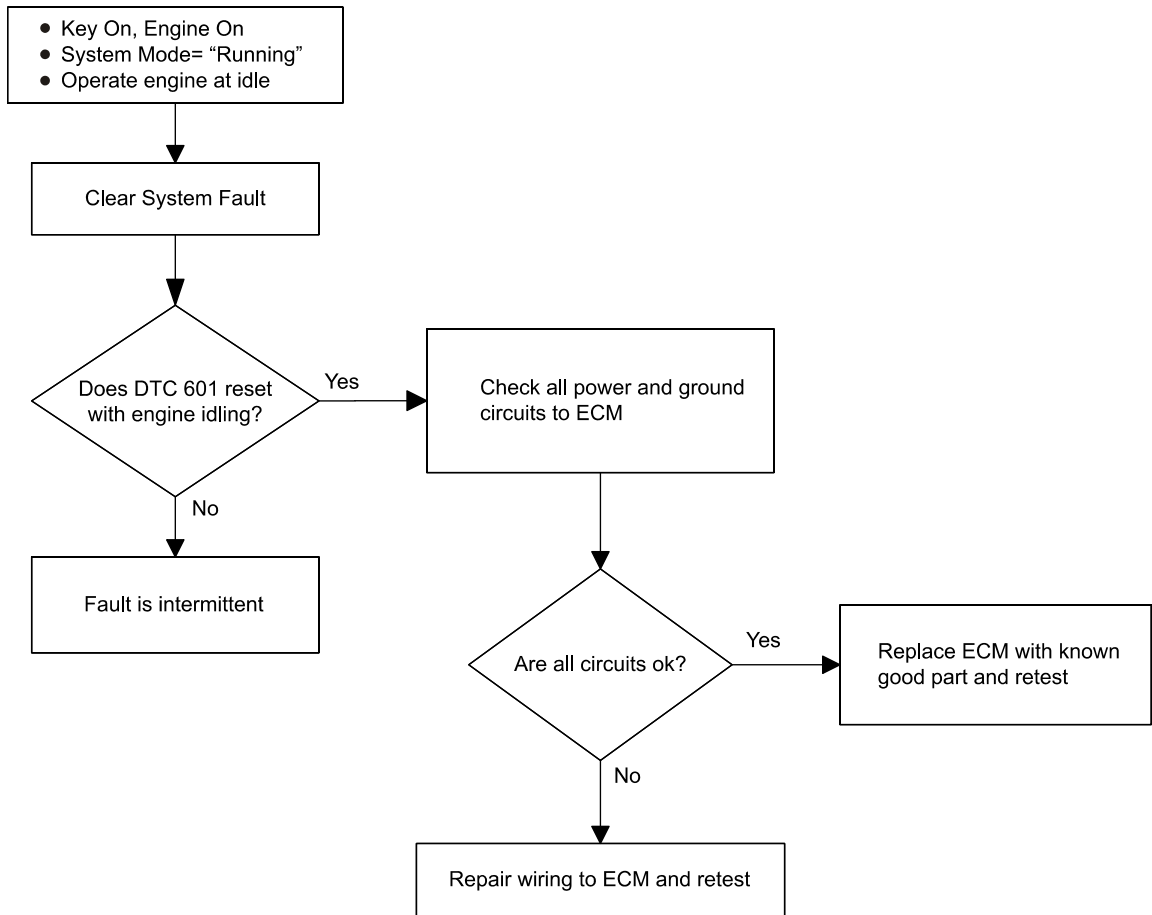 ● Key On, Engine On
● System Mode= “Running”
● Operate engine at idle
Clear System Fault
Does DTC 601 reset
with engine idling?
Yes
Check all power and ground
circuits to ECM
No
Fault is intermittent
Are all circuits ok?
Yes
Replace ECM with known
good part and retest
No
Repair wiring to ECM and retest